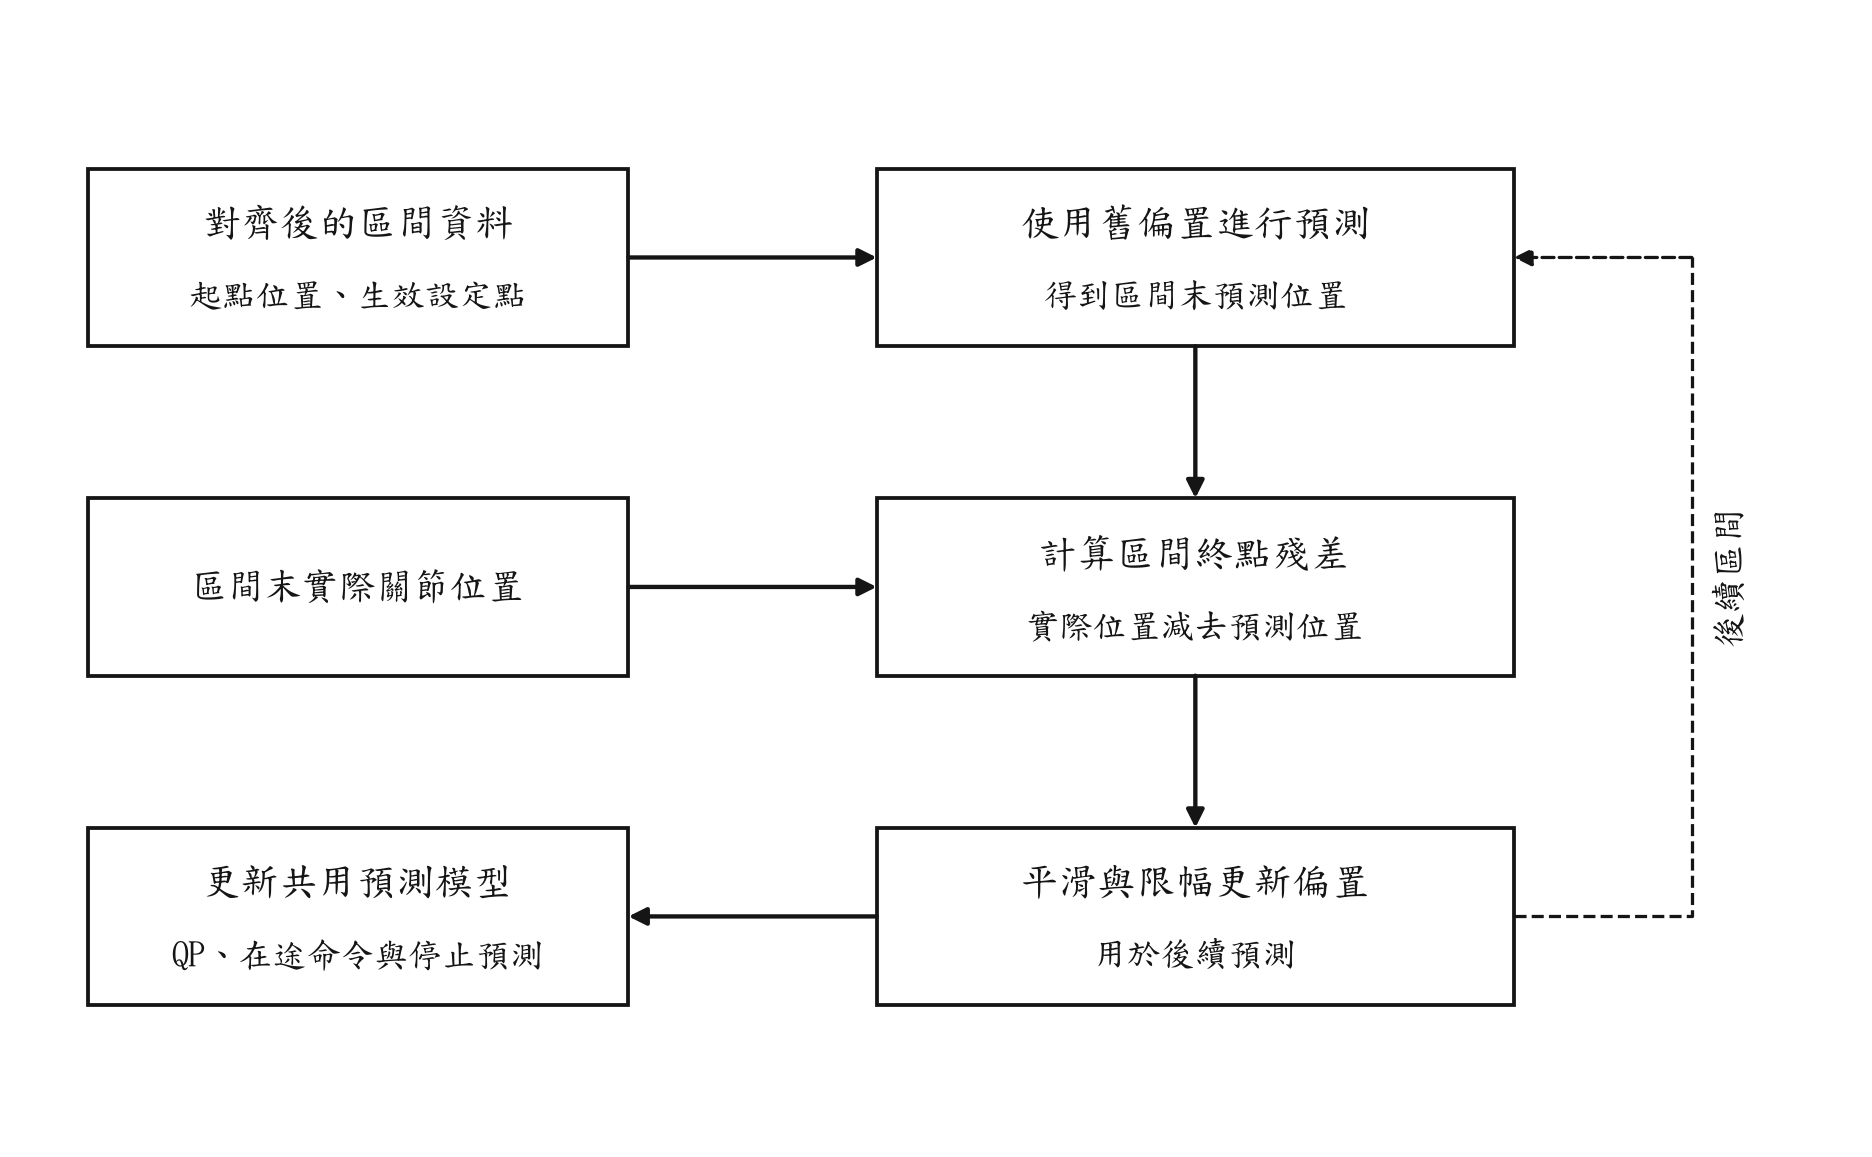 對齊後的區間資料
起點位置、生效設定點
使用舊偏置進行預測
得到區間末預測位置
區間末實際關節位置
計算區間終點殘差
實際位置減去預測位置
後續區間
更新共用預測模型
QP、在途命令與停止預測
平滑與限幅更新偏置
用於後續預測